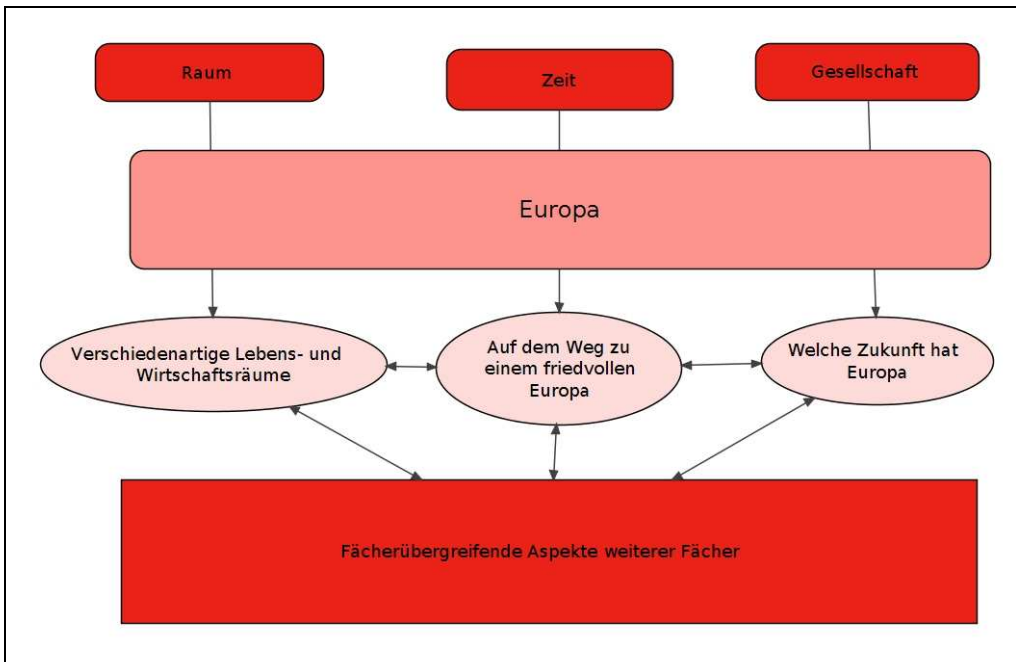 Raum
Zeit
Gesellschaft
Europa
Verschiedenartige Lebens- und
Wirtschaftsräume
Auf dem Weg zu
einem friedvollen
Europa
Welche Zukunft hat
Europa
Fächerübergreifende Aspekte weiterer Fächer